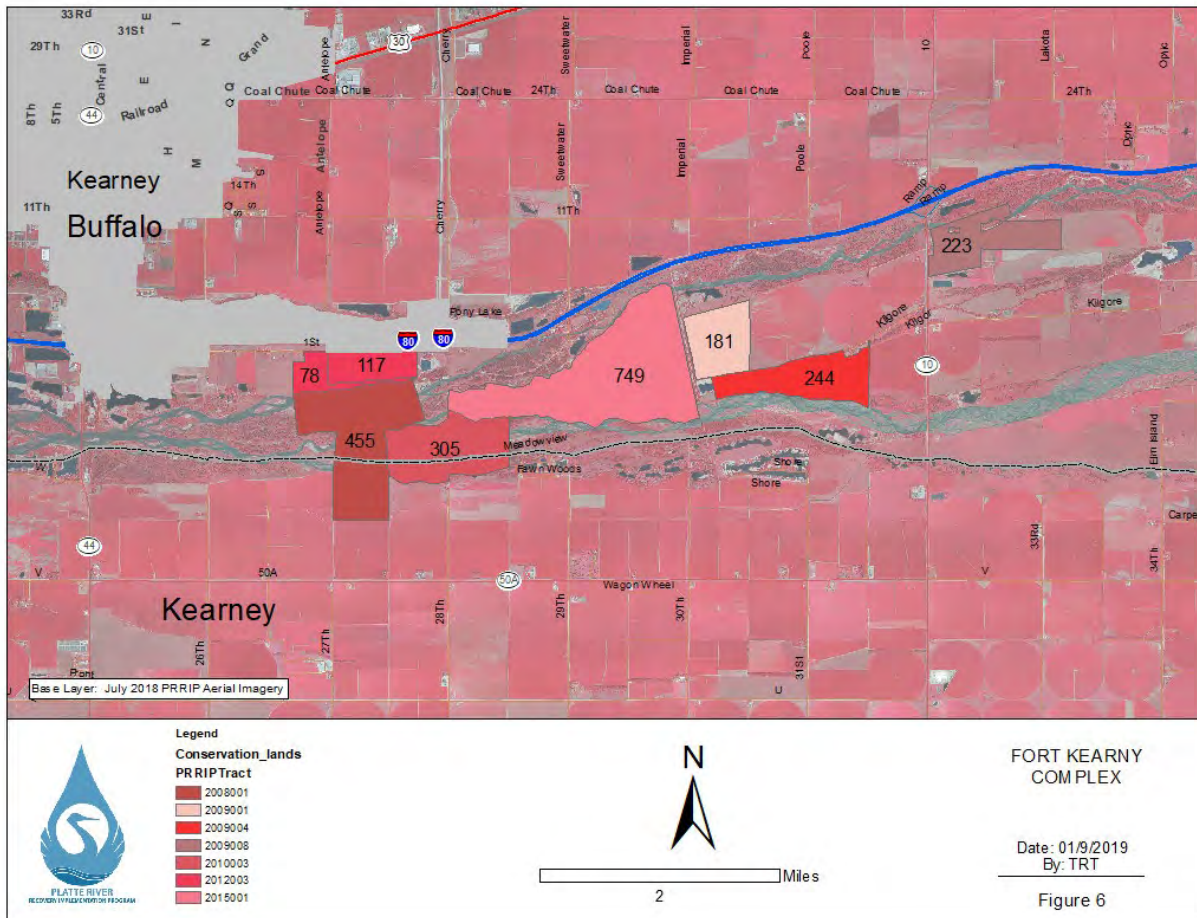 33Rd
31St
29Th
10
Central
E
I
N
Grand
Antelope
30
Cherry
Sweetwater
Imperial
Poole
10
Lakota
Optic
Q
Q
Coal Chute
Coal Chute
Coal Chute
24Th
Coal Chute
Coal Chute
Coal Chute
24Th
8Th
5Th
44
Railroad
H
M
Antelope
Optic
Kearney
14Th
S
Sweetwater
Imperial
Poole
11Th
Buffalo
Q
S
S
Antelope
Cherry
11Th
Ramp
Ramp
223
Pony Lake
Kilgore
Kilgor
Kilgore
1St
80
80
181
78
117
749
244
10
455
305
Meadowview
W
Fawn Woods
Shore
Shore
Elm Island
44
Carpe
V
50A
50A
Wagon Wheel
V
33Rd
34Th
Kearney
26Th
27Th
28Th
29Th
30Th
31St
U
Base Layer: July 2018 PRRIP Aerial Imagery
Legend
Conservation_lands
PRRIPTract
2008001
2009001
2009004
2009008
2010003
2012003
2015001
PLATTE RIVER
RECOVERY IMPLEMENTATION PROGRAM
N
Miles
2
FORT KEARNY
COMPLEX
Date: 01/9/2019
By: TRT
Figure 6